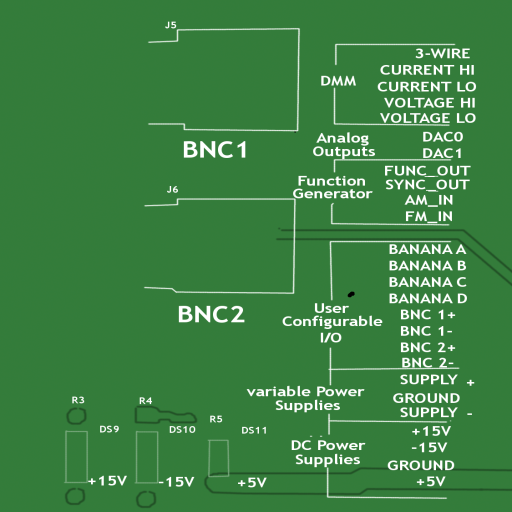 J5
BNC1
J6
BNC2
DMM
3-WIRE
CURRENT HI
CURRENT LO
VOLTAGE HI
VOLTAGE LO
Analog
Outputs
DAC0
DAC1
Function
Generator
FUNC_OUT
SYNC_OUT
AM_IN
FM_IN
User
Configurable
I/O
BANANA A
BANANA B
BANANA C
BANANA D
BNC 1+
BNC 1-
BNC 2+
BNC 2-
variable Power
Supplies
SUPPLY +
GROUND
SUPPLY -
DC Power
Supplies
+15V
-15V
GROUND
+5V
R3
DS9
+15V
R4
DS10
-15V
R5
DS11
+5V